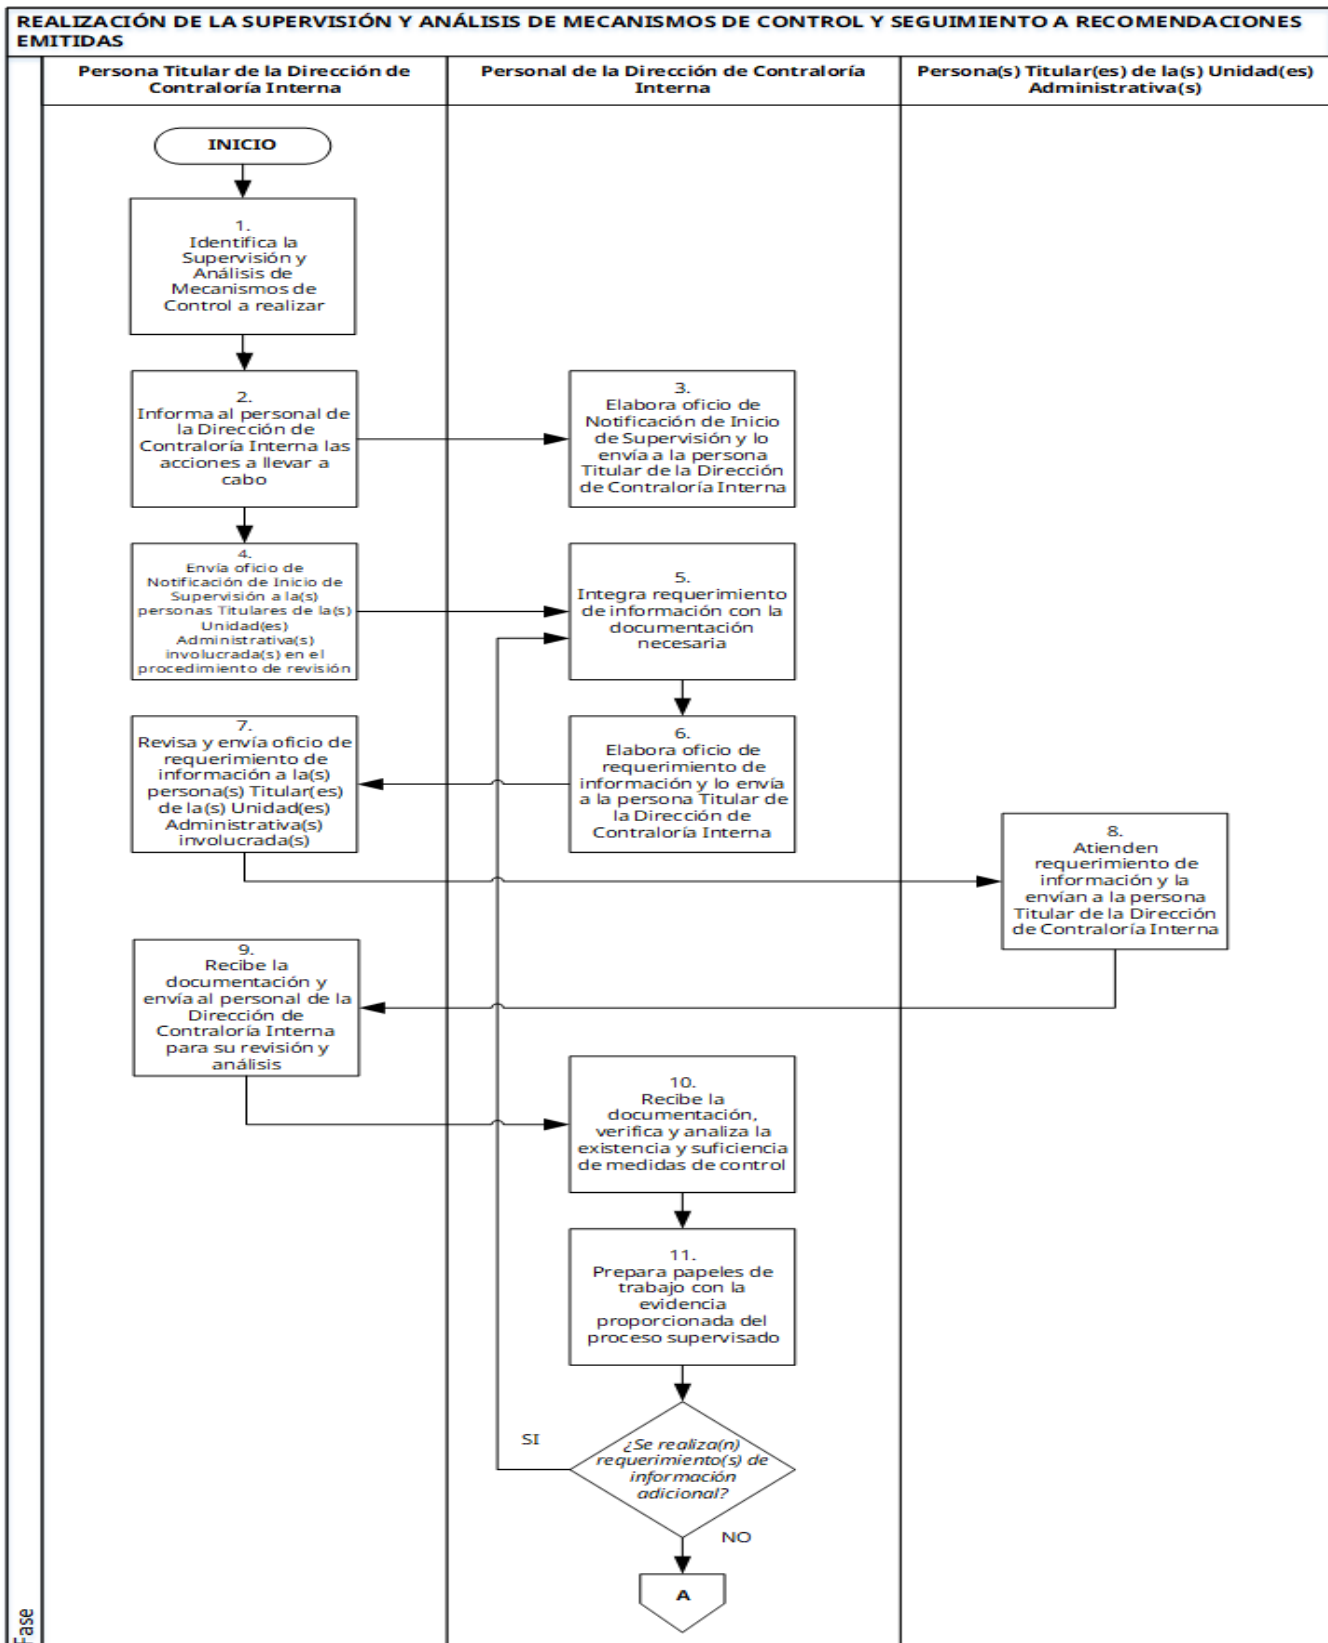 REALIZACIÓN DE LA SUPERVISIÓN Y ANÁLISIS DE MECANISMOS DE CONTROL Y SEGUIMIENTO A RECOMENDACIONES
EMITIDAS
Persona Titular de la Dirección de
Contraloría Interna
Personal de la Dirección de Contraloría
Interna
Persona(s) Titular(es) de la(s) Unidad(es)
Administrativa(s)
INICIO
1.
Identifica la
Supervisión y
Análisis de
Mecanismos de
Control a realizar
2.
Informa al personal de
la Dirección de
Contraloría Interna las
acciones a llevar a
cabo
3.
Elabora oficio de
Notificación de Inicio
de Supervisión y lo
envía a la persona
Titular de la Dirección
de Contraloría Interna
4.
Envía oficio de
Notificación de Inicio de
Supervisión a la(s)
personas Titulares de la(s)
Unidad(es)
Administrativa(s)
involucrada(s) en el
procedimiento de revisión
5.
Integra requerimiento
de información con la
documentación
necesaria
6.
Elabora oficio de
requerimiento de
información y lo envía
a la persona Titular de
la Dirección de
Contraloría Interna
7.
Revisa y envía oficio de
requerimiento de
información a la(s)
persona(s) Titular(es)
de la(s) Unidad(es)
Administrativa(s)
involucrada(s)
8.
Atienden
requerimiento de
información y la
envían a la persona
Titular de la Dirección
de Contraloría Interna
9.
Recibe la
documentación y
envía al personal de la
Dirección de
Contraloría Interna
para su revisión y
análisis
10.
Recibe la
documentación,
verifica y analiza la
existencia y suficiencia
de medidas de control
11.
Prepara papeles de
trabajo con la
evidencia
proporcionada del
proceso supervisado
SI
¿Se realiza(n)
requerimiento(s) de
información
adicional?
NO
A
Fase